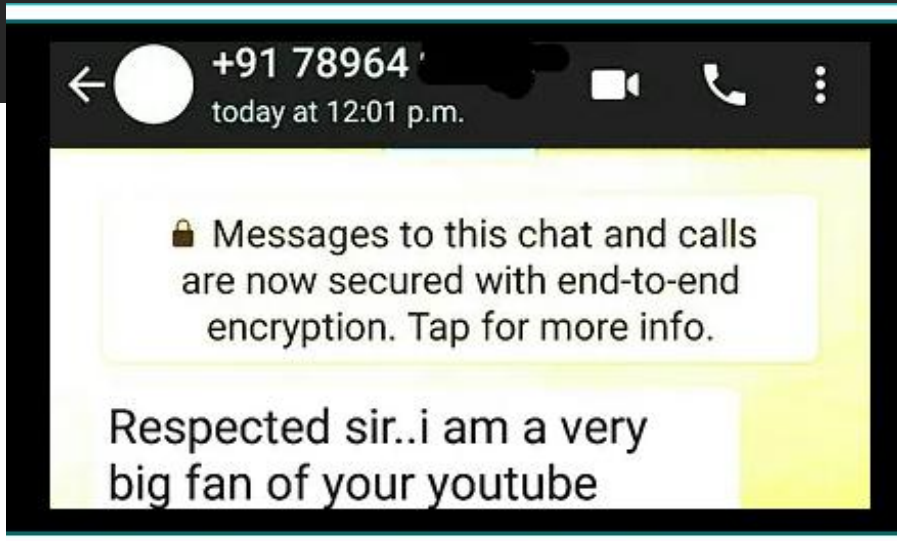 +91 78964
today at 12:01 p.m.
Messages to this chat and calls
are now secured with end-to-end
encryption. Tap for more info.
Respected sir..i am a very
big fan of your youtube